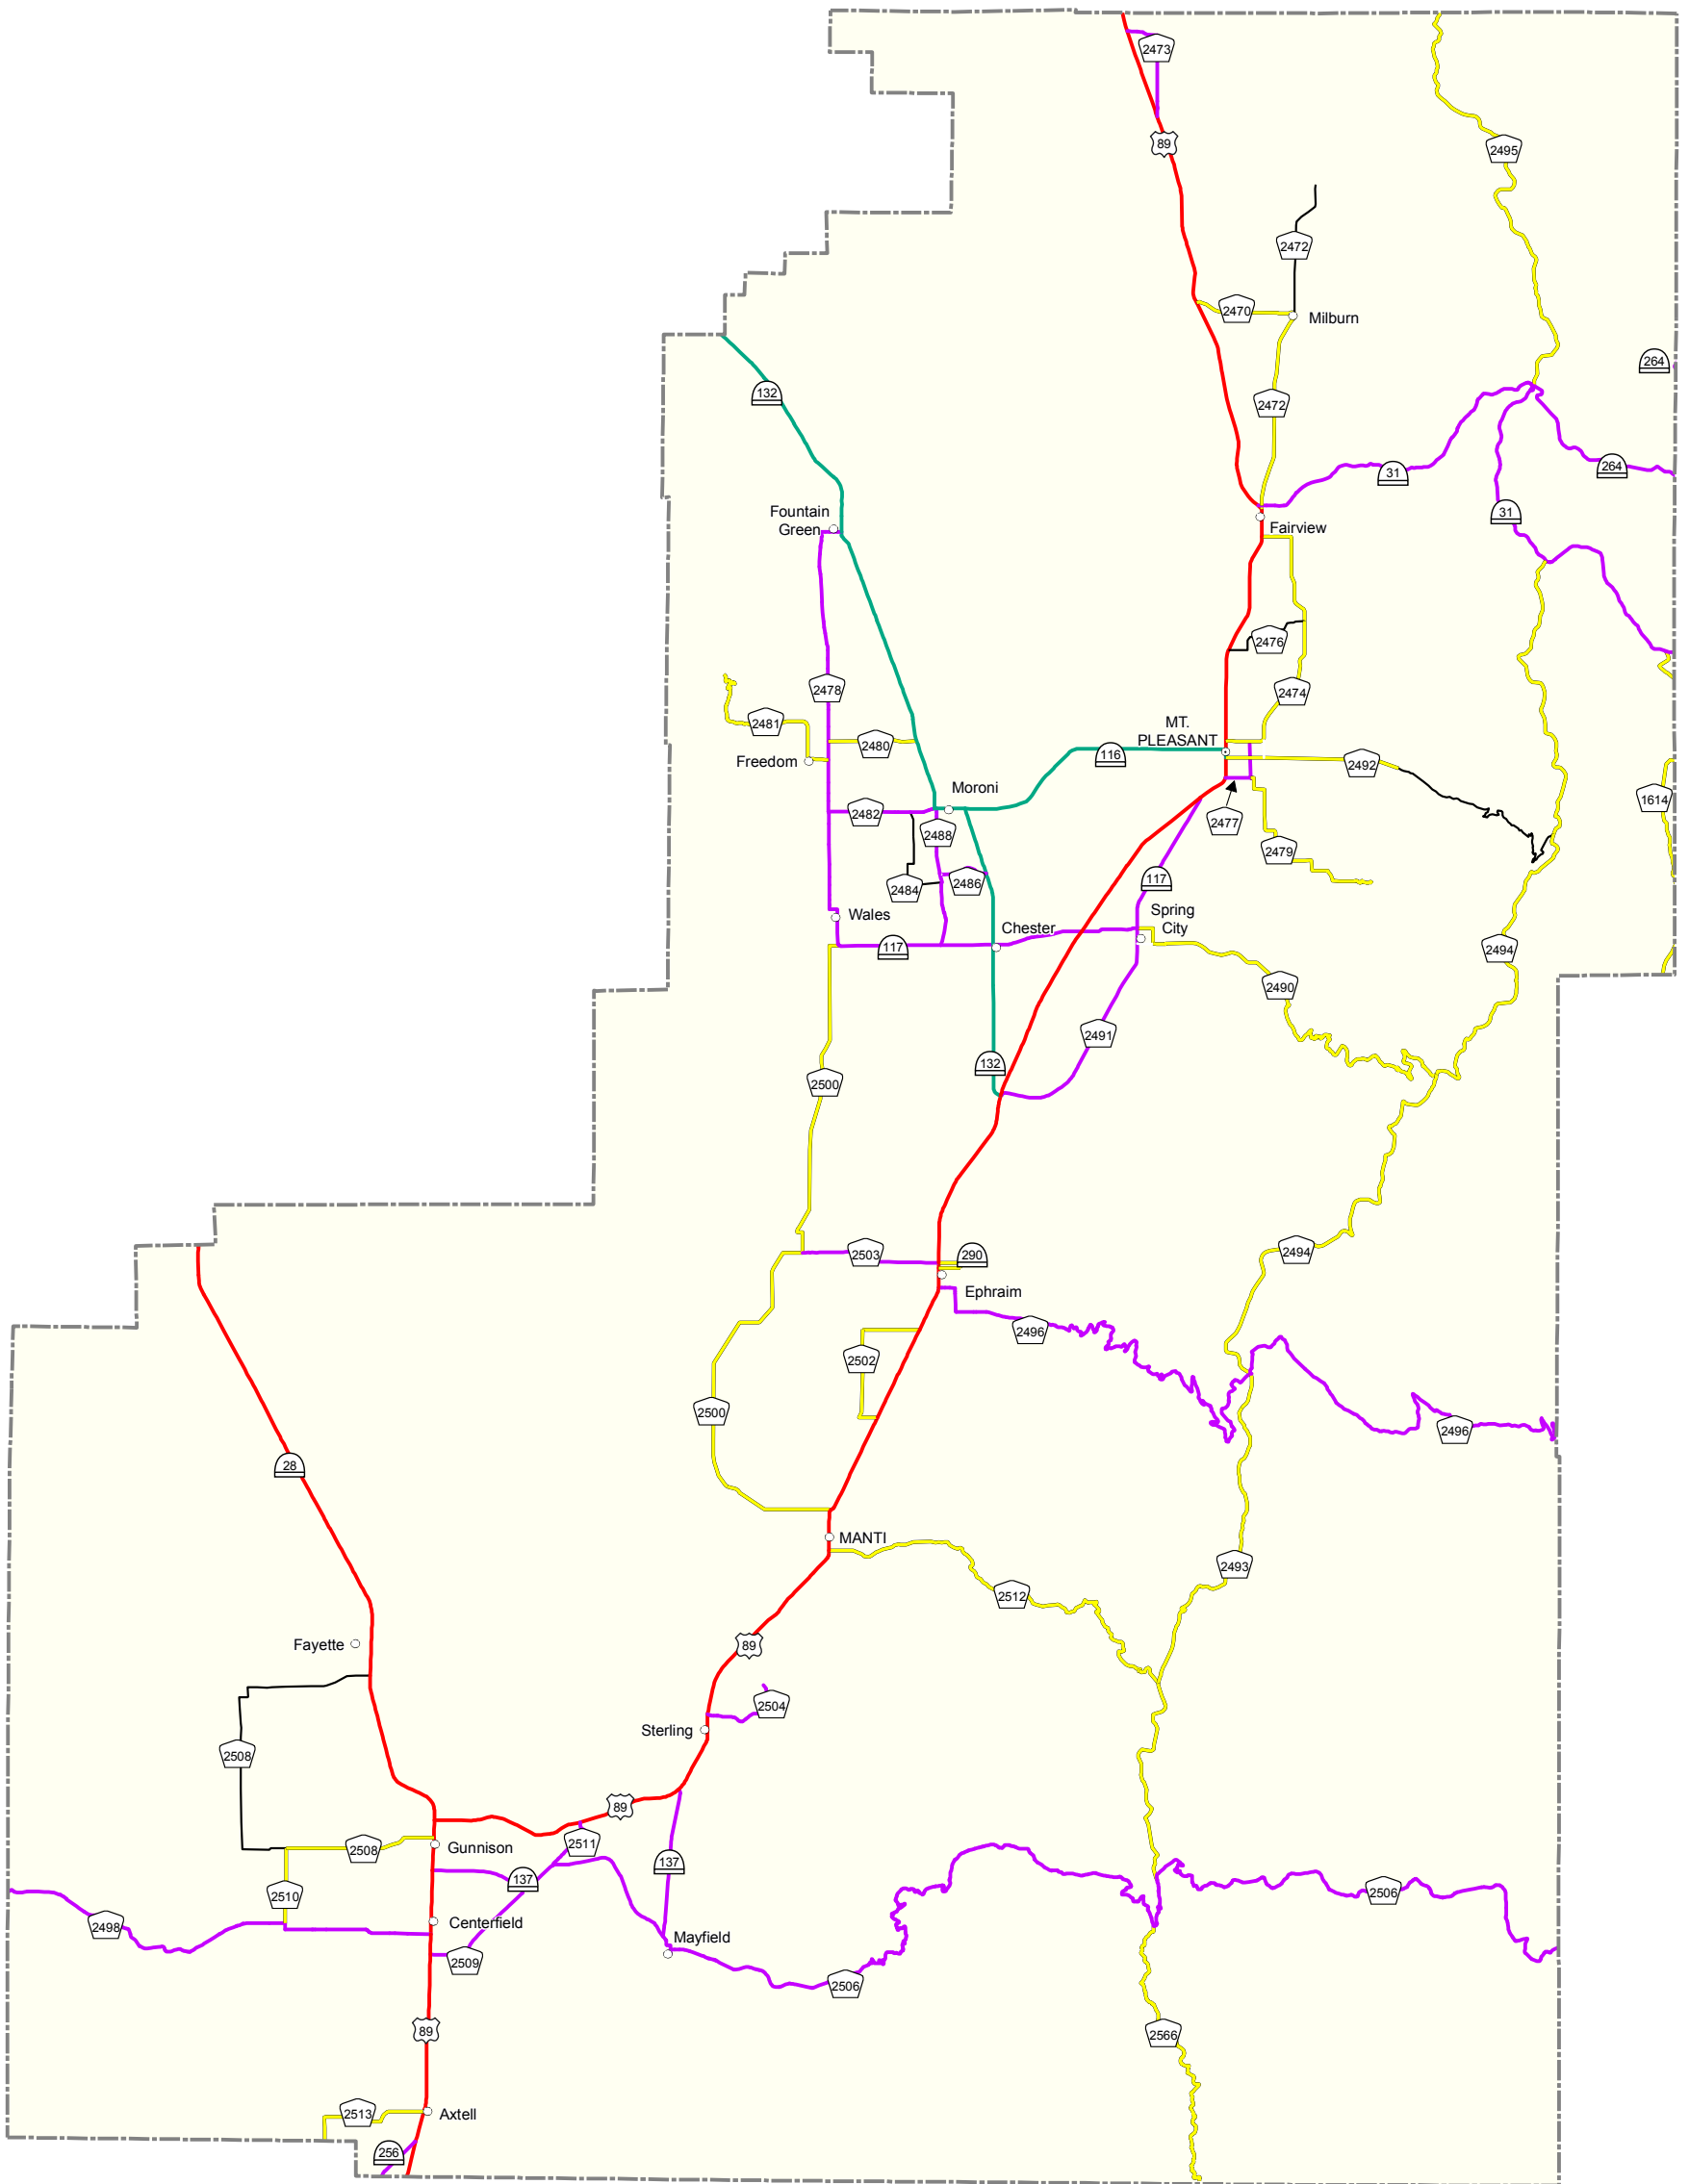 2473
89
2495
2472
2470
Milburn
264
132
2472
31
264
Fountain
Green
31
Fairview
2476
2478
2474
2481
2480
MT.
PLEASANT
116
Freedom
2492
Moroni
1614
2482
2477
2488
2479
117
2484
2486
Wales
Spring
City
Chester
117
2494
2490
2491
132
2500
2503
290
2494
Ephraim
2496
2502
2500
2496
28
MANTI
2493
2512
Fayette
89
2504
Sterling
2508
89
2511
Gunnison
2508
137
137
2510
2506
Centerfield
2498
Mayfield
2509
2506
89
2566
2513
Axtell
256